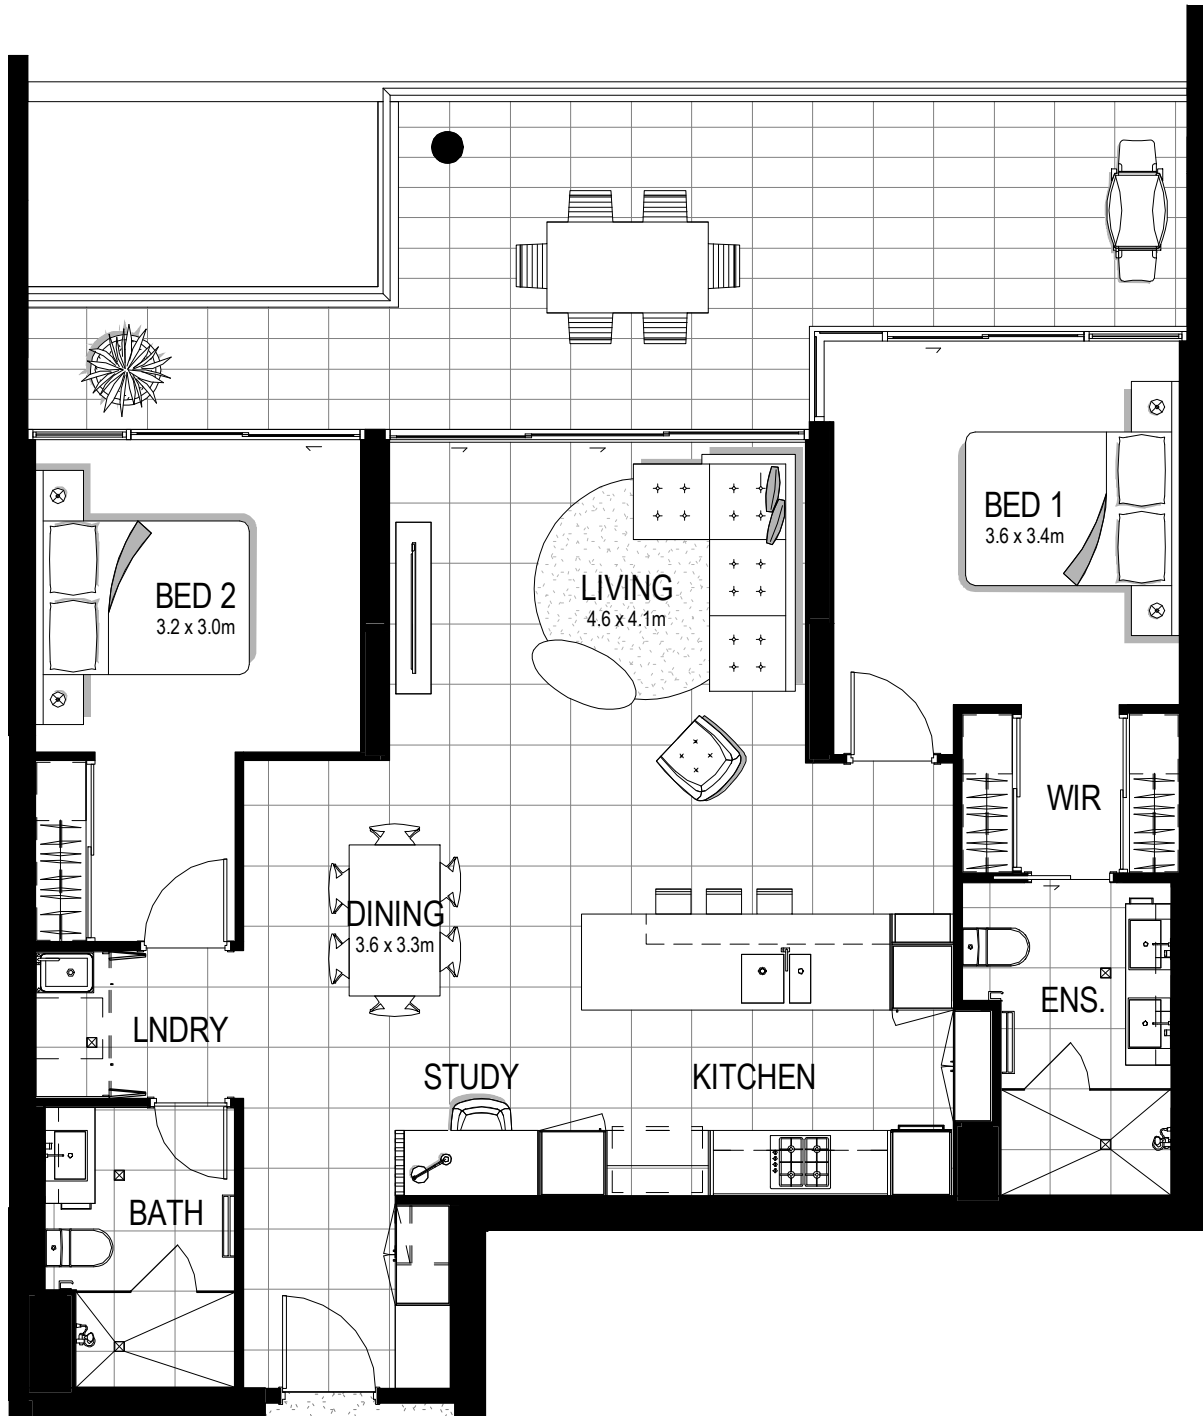 BED 1
3.6 x 3.4m
BED 2
3.2 x 3.0m
LIVING
4.6 x 4.1m
WIR
DINING
3.6 x 3.3m
ENS.
LNDRY
STUDY
KITCHEN
BATH